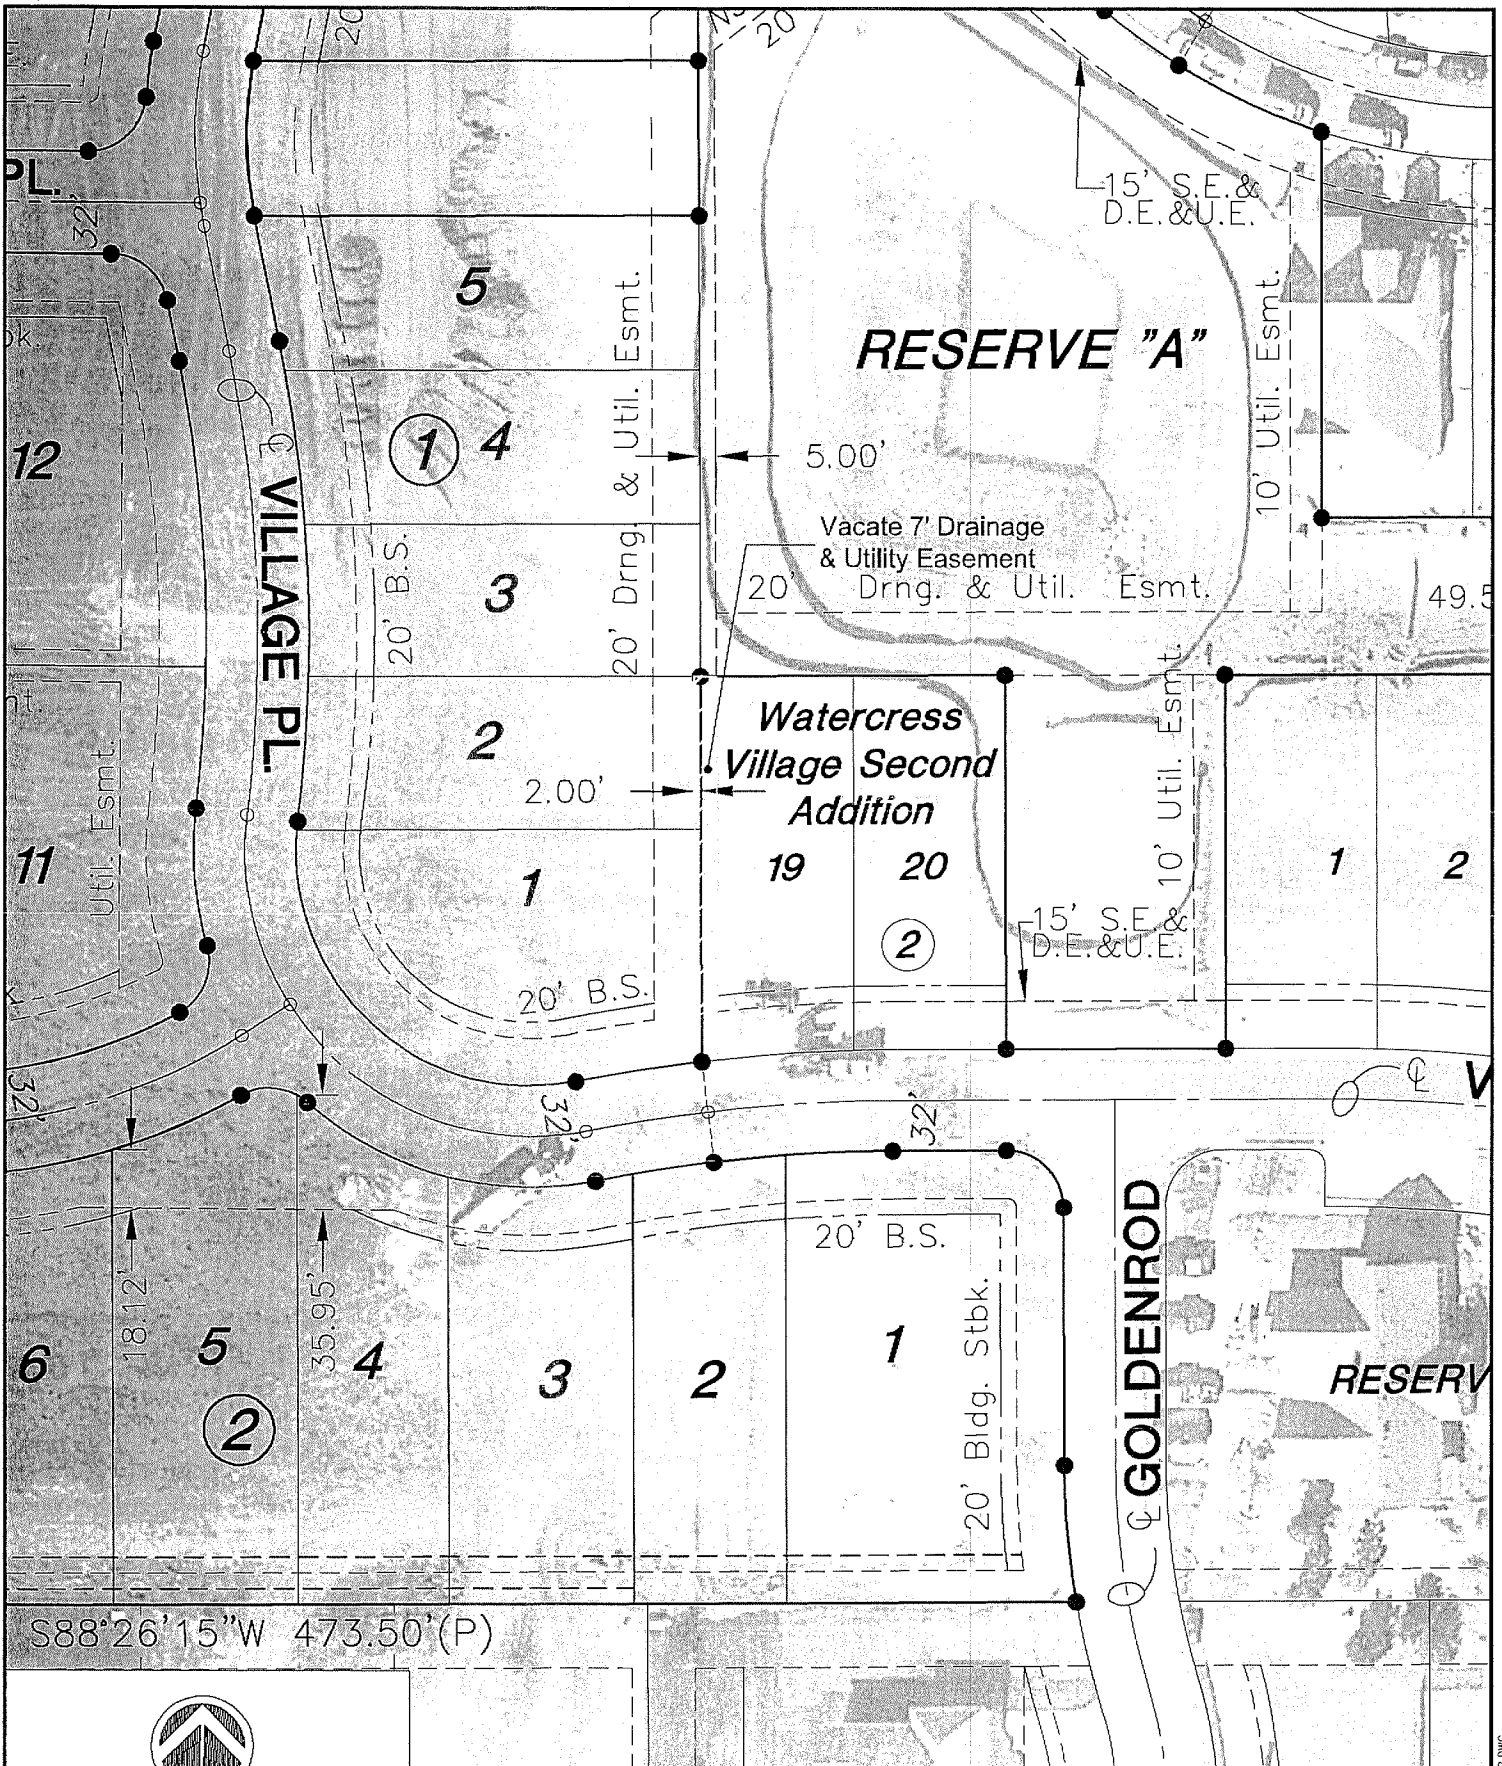 20'
20'
PL.
32'
15' S.E.&
D.E.&U.E.
5
RESERVE "A"
20' Drng. & Util. Esmt.
10' Util. Esmt.
12
1
4
5.00'
℄ VILLAGE PL.
20' B.S.
Vacate 7' Drainage
& Utility Easement
3
20' Drng. & Util. Esmt.
49.5
2
2.00'
Watercress
Village Second
Addition
10' Util. Esmt.
Util. Esmt.
11
1
19
20
1
2
2
15' S.E.&
D.E.&U.E.
20' B.S.
32'
32'
32'
℄
V
18.12'
35.95'
20' B.S.
20' Bldg. Stbk.
℄ GOLDENROD
6
5
4
3
2
1
RESERV
2
S88°26'15"W 473.50'(P)